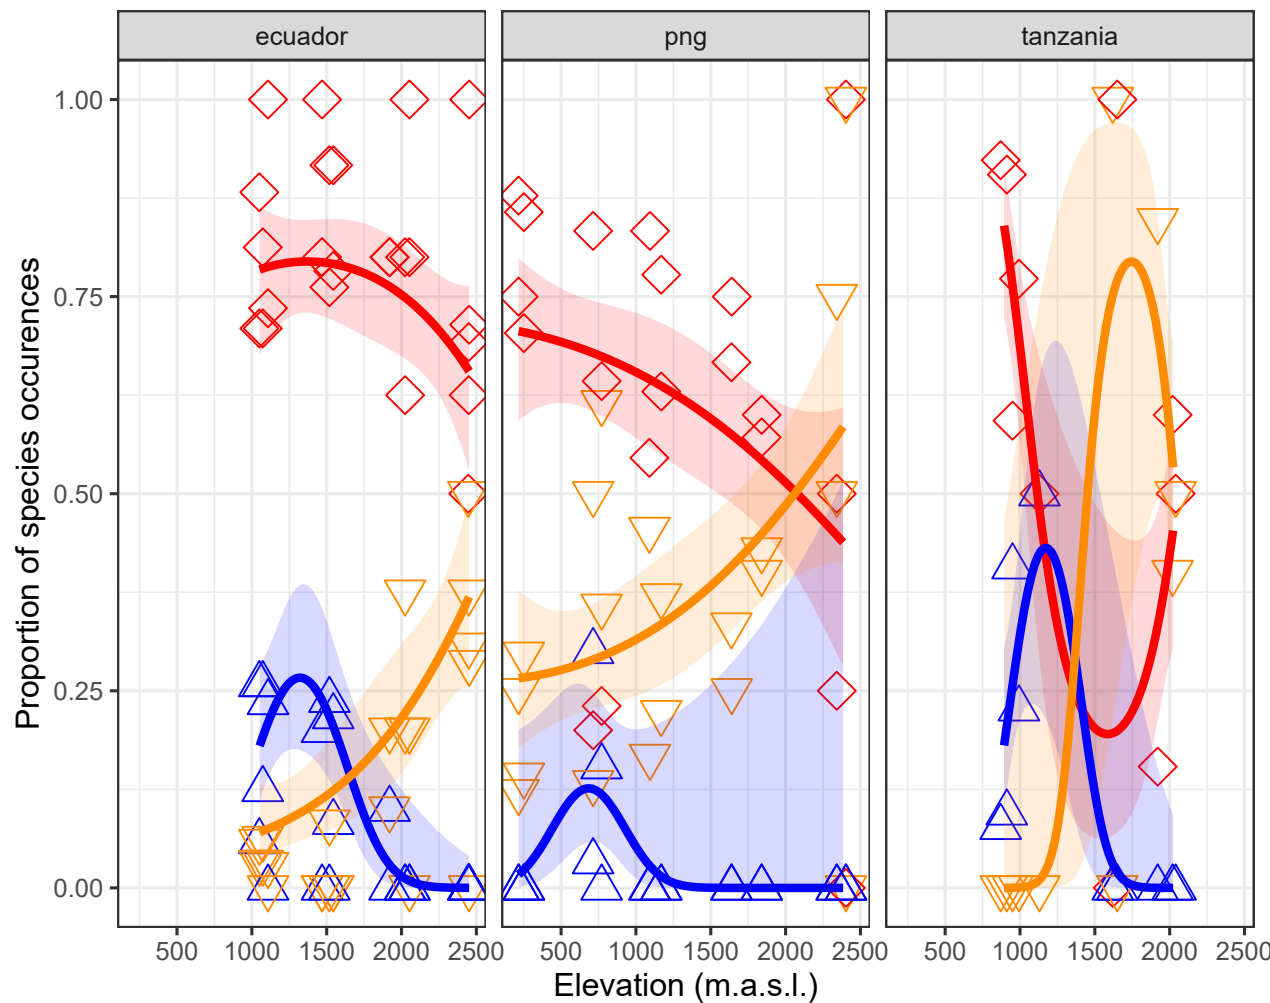 ecuador png tanzania
1.00
0.75
0.50
0.25
0.00
500 1000 1500 2000 2500 500 1000 1500 2000 2500 500 1000 1500 2000 2500
Elevation (m.a.s.l.)
Proportion of species occurences